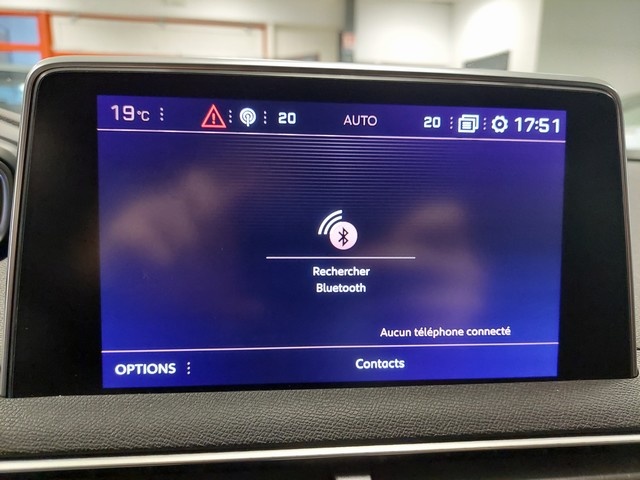 19°C 20 AUTO 20 17:51
Rechercher
Bluetooth
Aucun téléphone connecté
OPTIONS Contacts